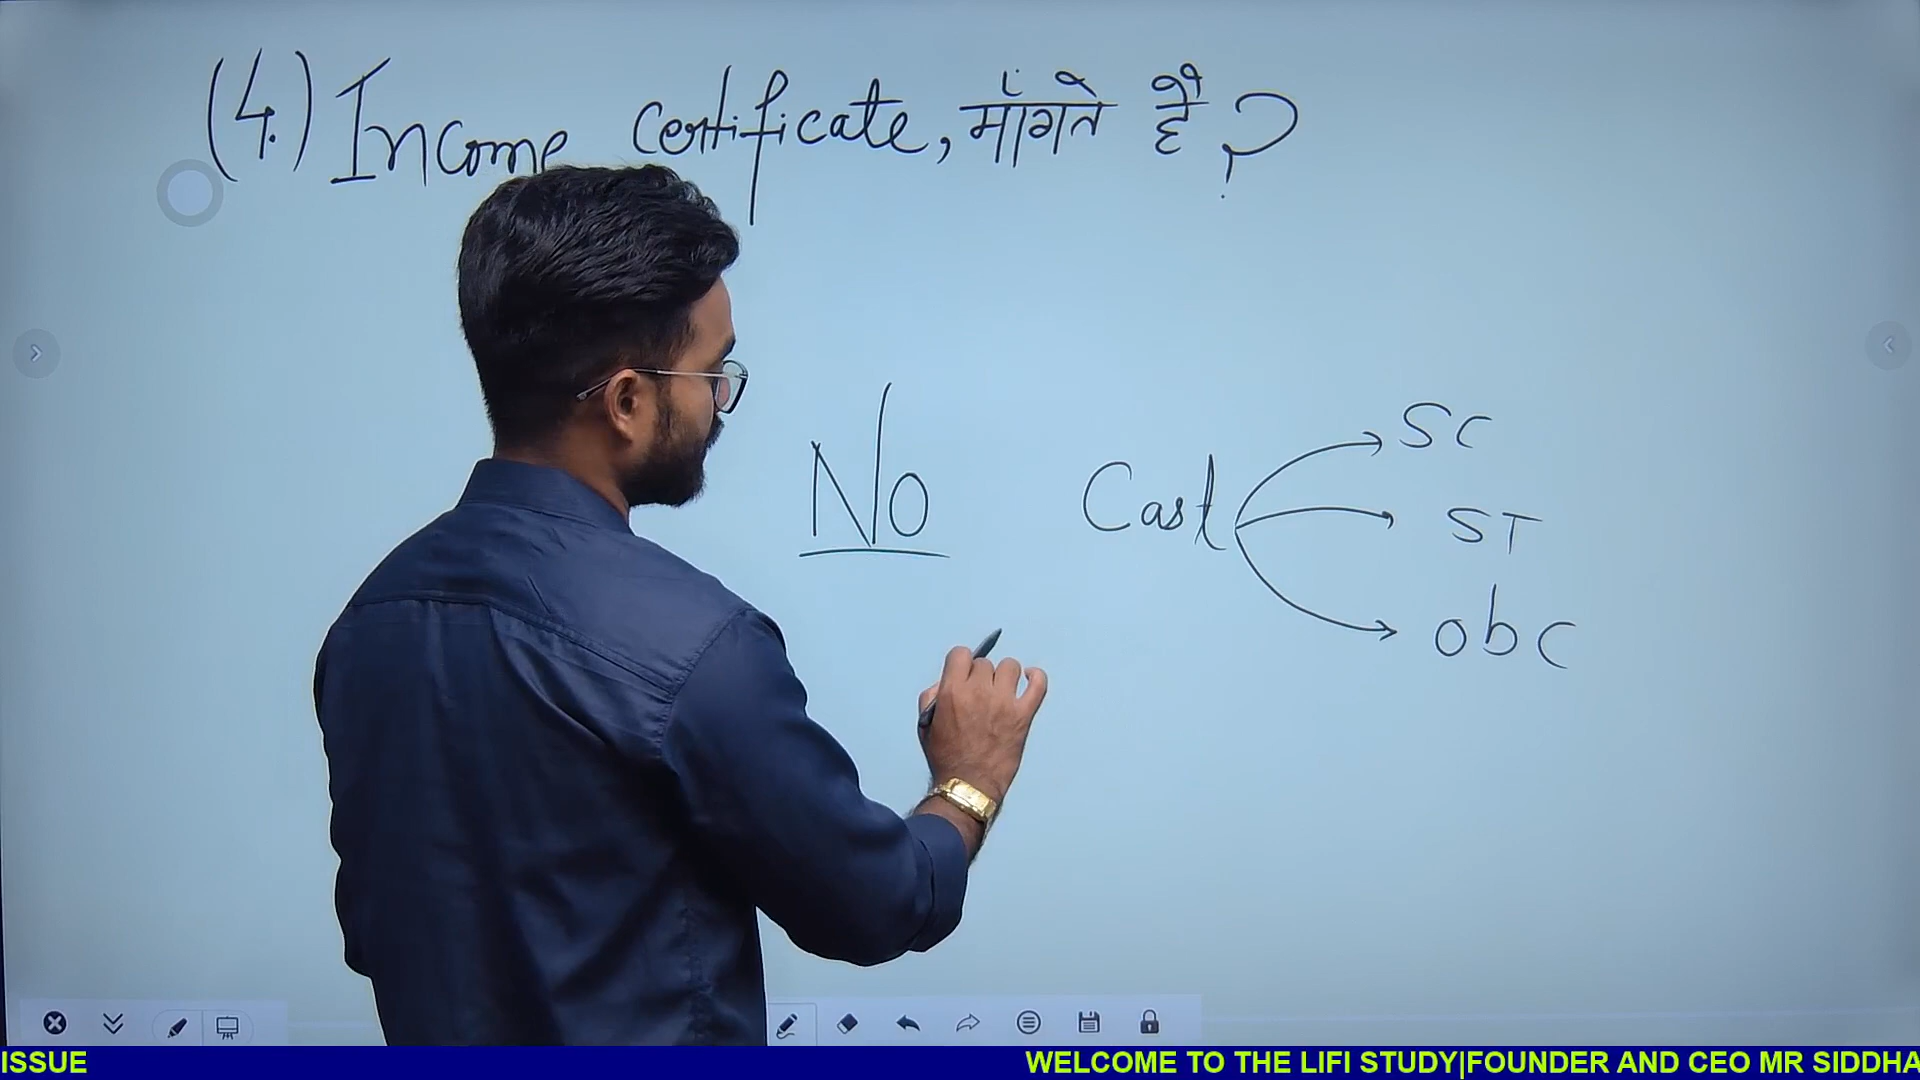 (4.) Income certificate, माँगते है ?
No
Cast
SC
ST
obc
ISSUE
WELCOME TO THE LIFI STUDY|FOUNDER AND CEO MR SIDDHA